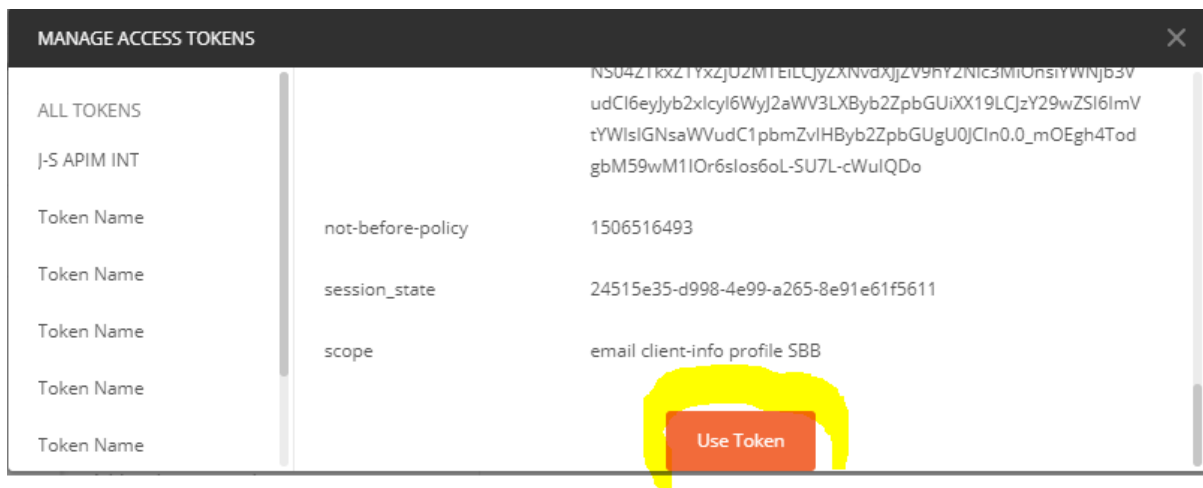 MANAGE ACCESS TOKENS
ALL TOKENS
J-S APIM INT
Token Name
Token Name
Token Name
Token Name
Token Name
udCI6eyJyb2xlcyI6WyJ2aWV3LXByb2ZpbGUiXX19LCJzY29wZSI6ImV
tYWlsIGNsaWVudC1pbmZvIHByb2ZpbGUgU0JCIn0.0_mOEgh4Tod
gbM59wM1IOr6sIos6oL-SU7L-cWulQDo
not-before-policy 1506516493
session_state 24515e35-d998-4e99-a265-8e91e61f5611
scope email client-info profile SBB
Use Token